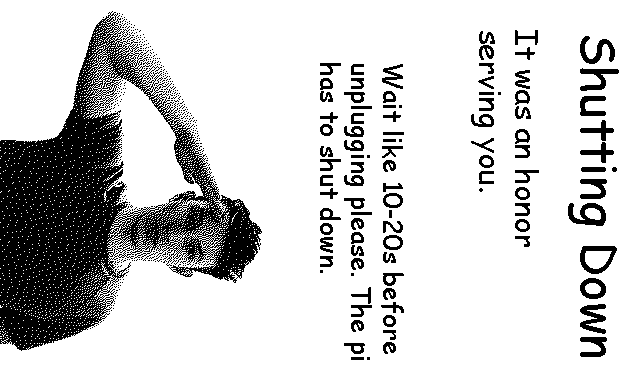 Shutting Down
It was an honor
serving you.
Wait like 10-20s before
unplugging please. The pi
has to shut down.